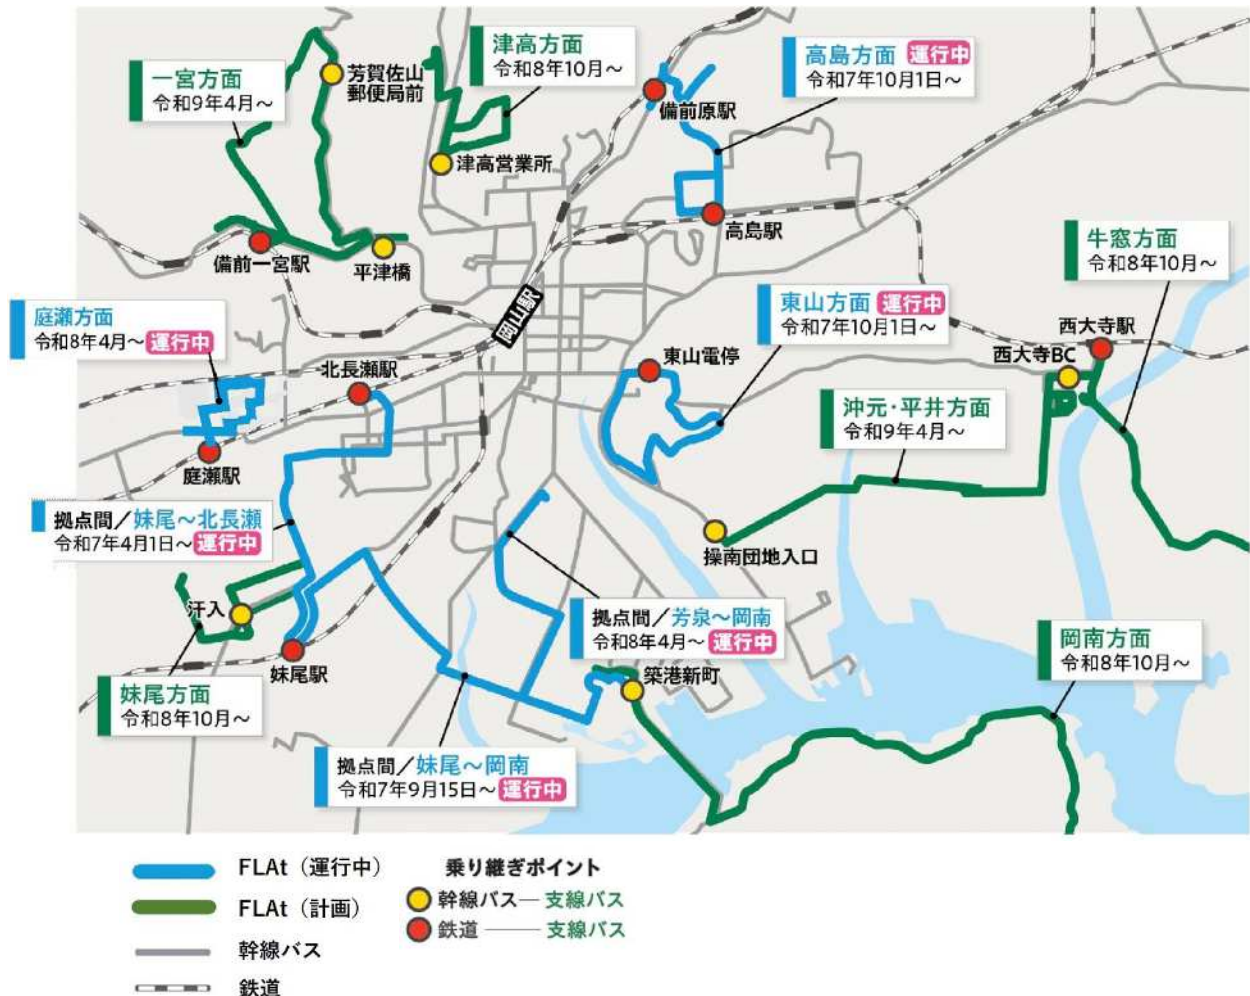 一宮方面
令和9年4月～
芳賀佐山
郵便局前
津高方面
令和8年10月～
高島方面 運行中
令和7年10月1日～
備前原駅
津高営業所
高島駅
備前一宮駅
平津橋
牛窓方面
令和8年10月～
庭瀬方面
令和8年4月～ 運行中
岡山駅
東山方面 運行中
令和7年10月1日～
西大寺駅
西大寺BC
北長瀬駅
東山電停
沖元・平井方面
令和9年4月～
庭瀬駅
拠点間／妹尾～北長瀬
令和7年4月1日～ 運行中
操南団地入口
汗入
拠点間／芳泉～岡南
令和8年4月～ 運行中
岡南方面
令和8年10月～
妹尾駅
築港新町
妹尾方面
令和8年10月～
拠点間／妹尾～岡南
令和7年9月15日～ 運行中
FLAt（運行中）
FLAt（計画）
幹線バス
鉄道
乗り継ぎポイント
幹線バス―支線バス
鉄道――支線バス